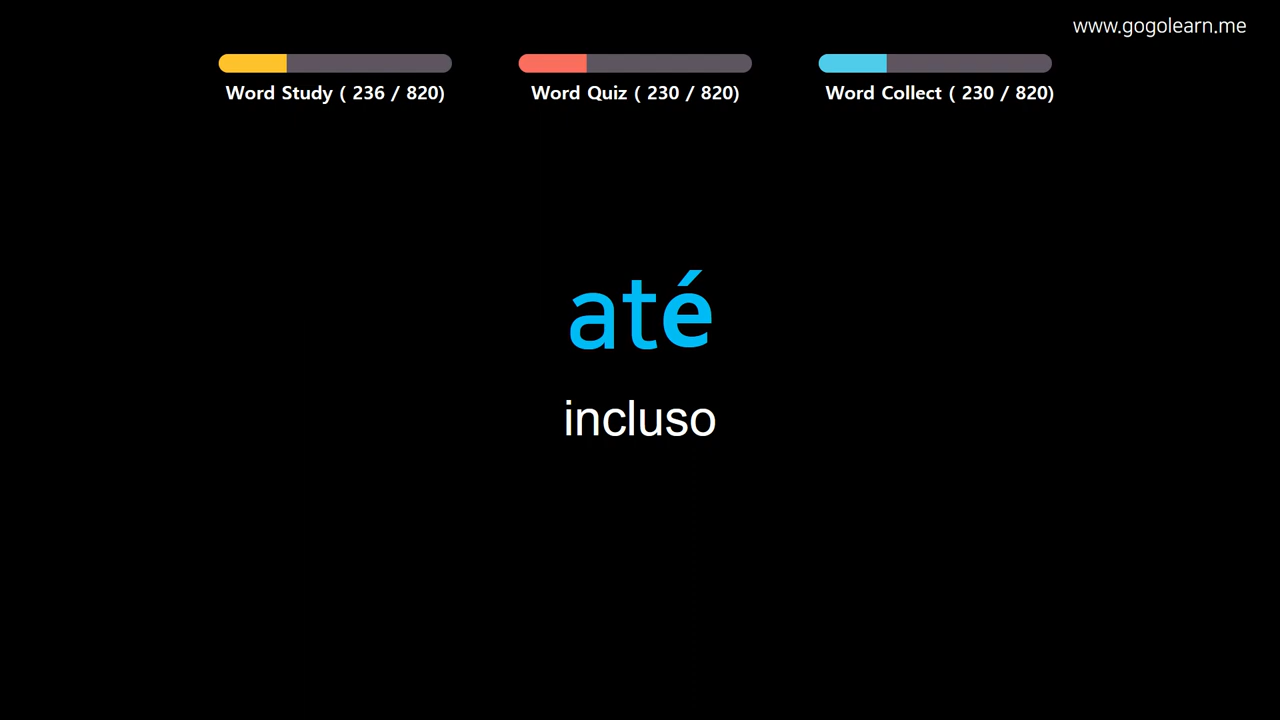 www.gogolearn.me
Word Study ( 236 / 820)
Word Quiz ( 230 / 820)
Word Collect ( 230 / 820)
até
incluso